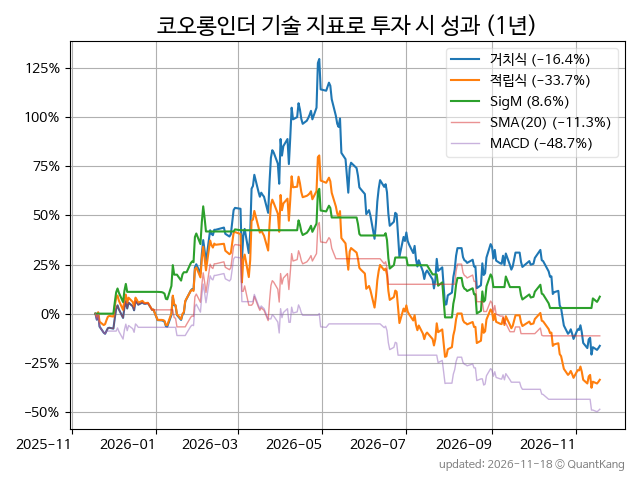 코오롱인더 기술 지표로 투자 시 성과 (1년)
거치식 (−16.4%)
적립식 (−33.7%)
SigM (8.6%)
SMA(20) (−11.3%)
MACD (−48.7%)
125%
100%
75%
50%
25%
0%
−25%
−50%
2025-11 2026-01 2026-03 2026-05 2026-07 2026-09 2026-11
updated: 2026-11-18 © QuantKang